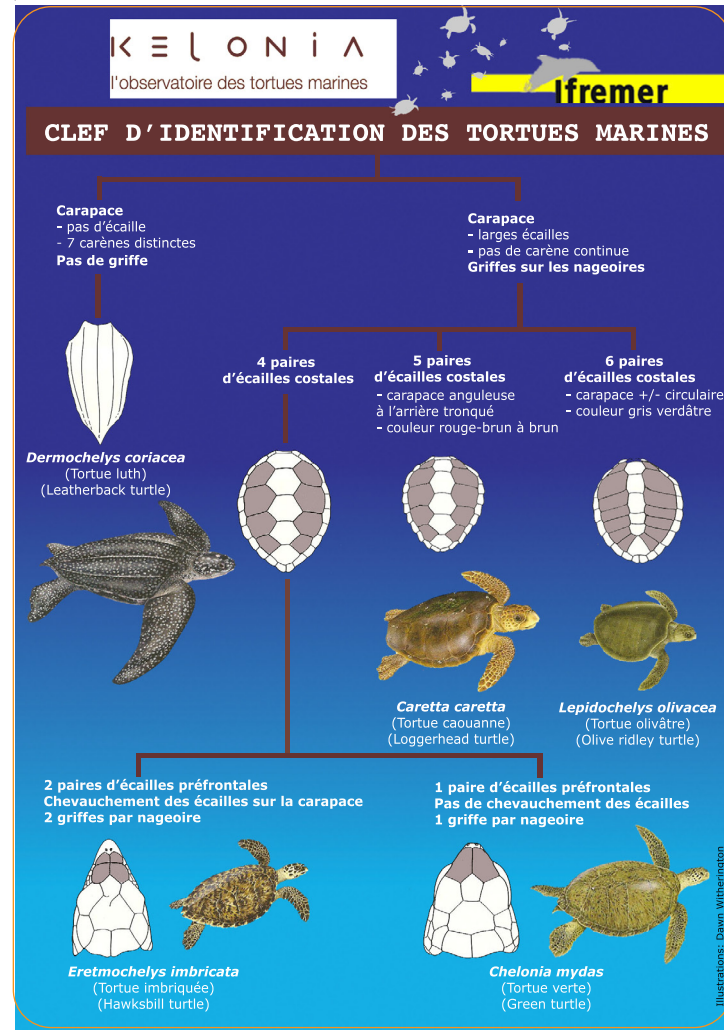 KELONIA
l'observatoire des tortues marines
Ifremer
CLEF D'IDENTIFICATION DES TORTUES MARINES
Carapace
- pas d'écaille
- 7 carènes distinctes
Pas de griffe
Carapace
- larges écailles
- pas de carène continue
Griffes sur les nageoires
4 paires
d'écailles costales
5 paires
d'écailles costales
- carapace anguleuse
à l'arrière tronqué
- couleur rouge-brun à brun
6 paires
d'écailles costales
- carapace +/- circulaire
- couleur gris verdâtre
Dermochelys coriacea
(Tortue luth)
(Leatherback turtle)
Caretta caretta
(Tortue caouanne)
(Loggerhead turtle)
Lepidochelys olivacea
(Tortue olivâtre)
(Olive ridley turtle)
2 paires d'écailles préfrontales
Chevauchement des écailles sur la carapace
2 griffes par nageoire
1 paire d'écailles préfrontales
Pas de chevauchement des écailles
1 griffe par nageoire
Eretmochelys imbricata
(Tortue imbriquée)
(Hawksbill turtle)
Chelonia mydas
(Tortue verte)
(Green turtle)
Illustrations: Dawn Witherington